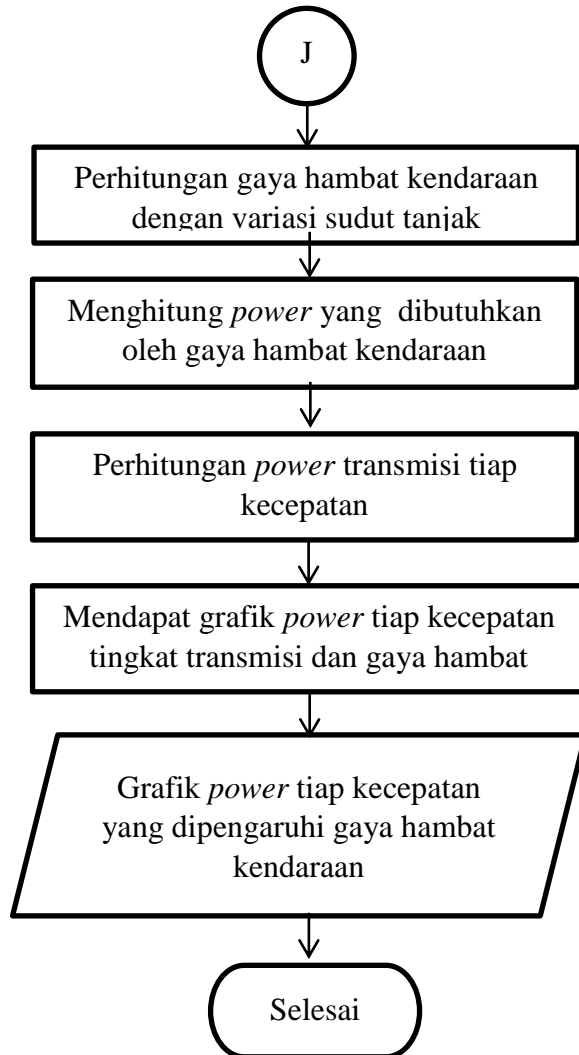 J
Perhitungan gaya hambat kendaraan
dengan variasi sudut tanjak
Menghitung power yang dibutuhkan
oleh gaya hambat kendaraan
Perhitungan power transmisi tiap
kecepatan
Mendapat grafik power tiap kecepatan
tingkat transmisi dan gaya hambat
Grafik power tiap kecepatan
yang dipengaruhi gaya hambat
kendaraan
Selesai